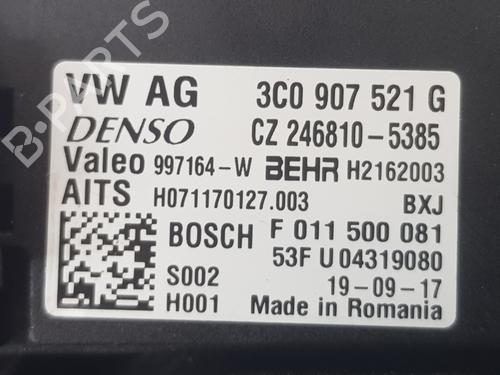 B-PARTS
VW AG 3C0 907 521 G
DENSO CZ 246810-5385
Valeo 997164-W BEHR H2162003
AITS H071170127.003 BXJ
BOSCH F 011 500 081
53F U 04319080
S002 19-09-17
H001 Made in Romania